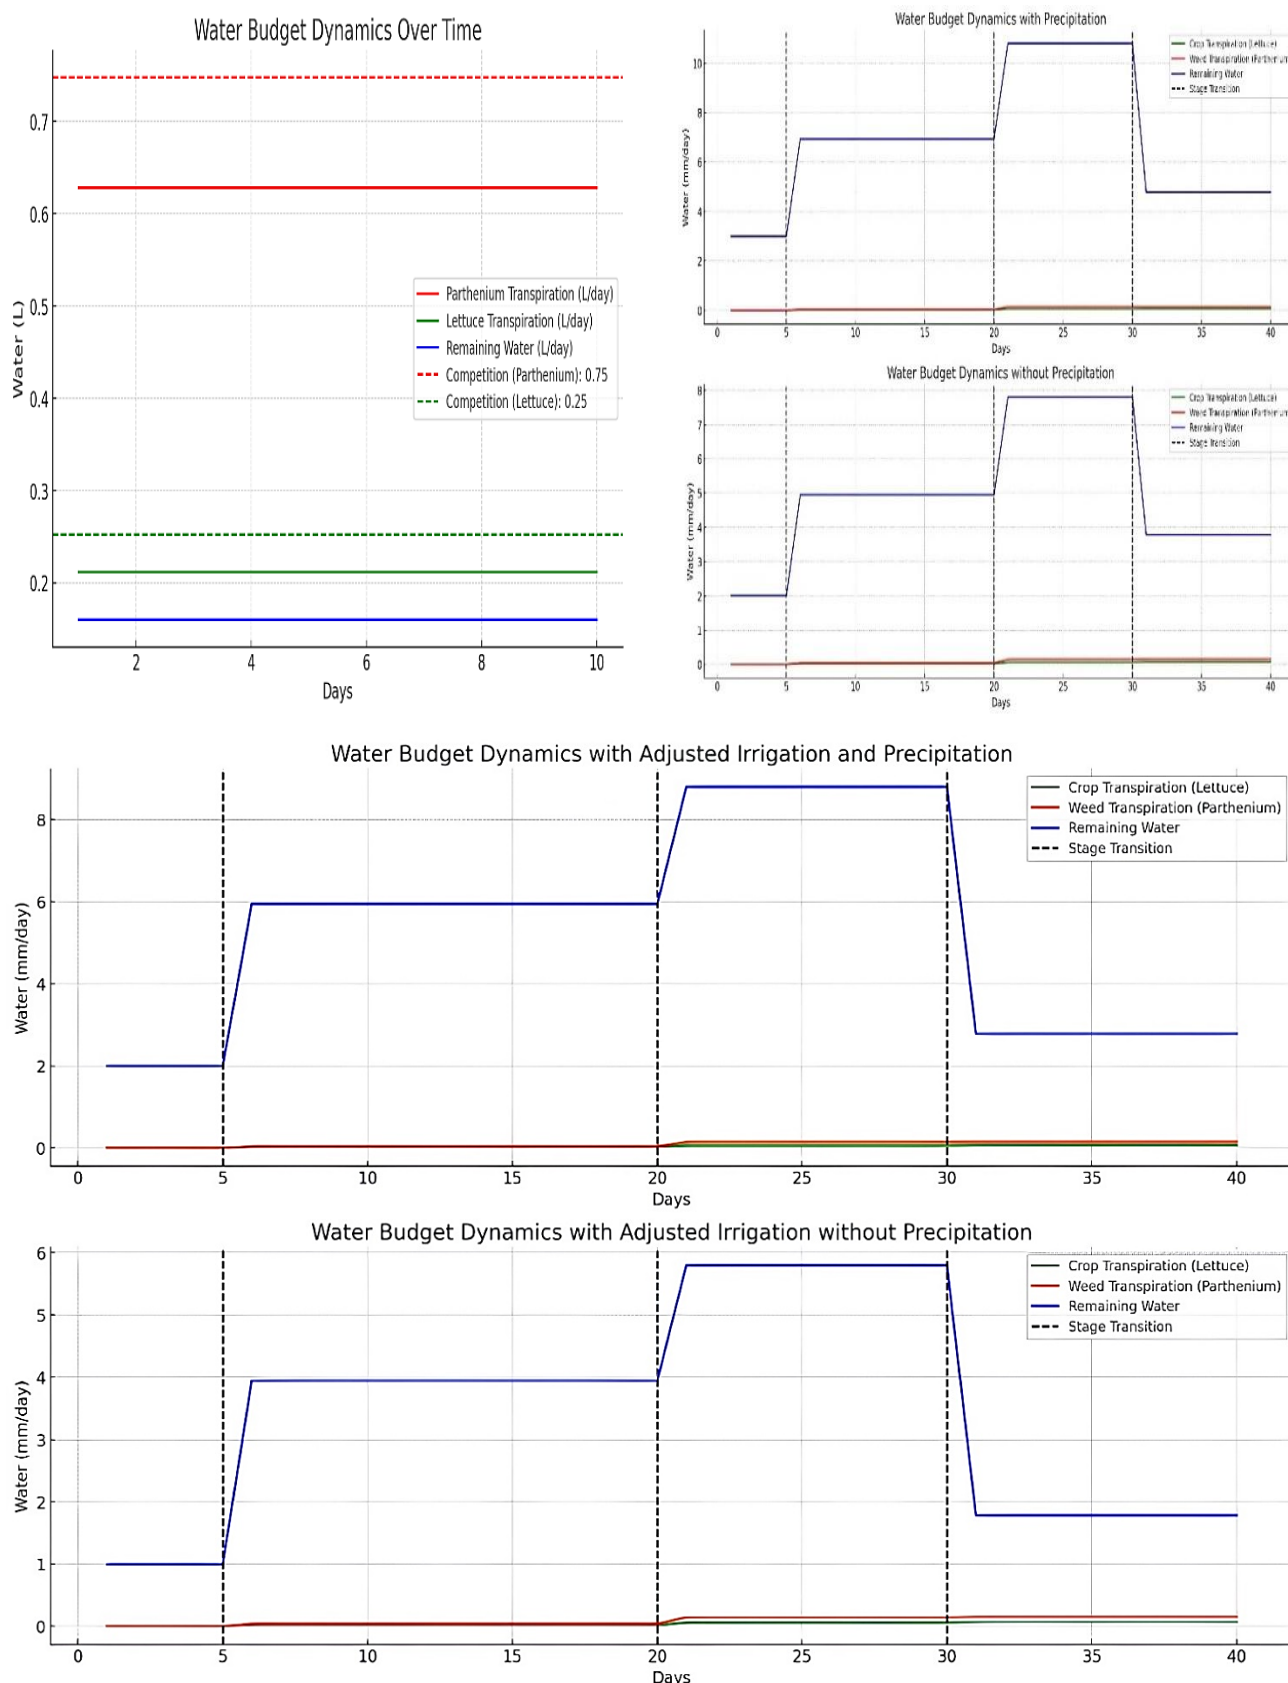 Water Budget Dynamics Over Time
Water (L)
0.7
0.6
0.5
0.4
0.3
0.2
Parthenium Transpiration (L/day)
Lettuce Transpiration (L/day)
Remaining Water (L/day)
Competition (Parthenium): 0.75
Competition (Lettuce): 0.25
2 4 6 8 10
Days
Water Budget Dynamics with Precipitation
Water (mm/day)
10
8
6
4
2
0
Crop Transpiration (Lettuce)
Weed Transpiration (Parthenium
Remaining Water
Stage Transition
0 5 10 15 20 25 30 35 40
Days
Water Budget Dynamics without Precipitation
Water (mm/day)
8
7
6
5
4
3
2
1
0
Crop Transpiration (Lettuce)
Weed Transpiration (Parthenium
Remaining Water
Stage Transition
0 5 10 15 20 25 30 35 40
Days
Water Budget Dynamics with Adjusted Irrigation and Precipitation
Water (mm/day)
8
6
4
2
0
Crop Transpiration (Lettuce)
Weed Transpiration (Parthenium)
Remaining Water
Stage Transition
0 5 10 15 20 25 30 35 40
Days
Water Budget Dynamics with Adjusted Irrigation without Precipitation
Water (mm/day)
6
5
4
3
2
1
0
Crop Transpiration (Lettuce)
Weed Transpiration (Parthenium)
Remaining Water
Stage Transition
0 5 10 15 20 25 30 35 40
Days